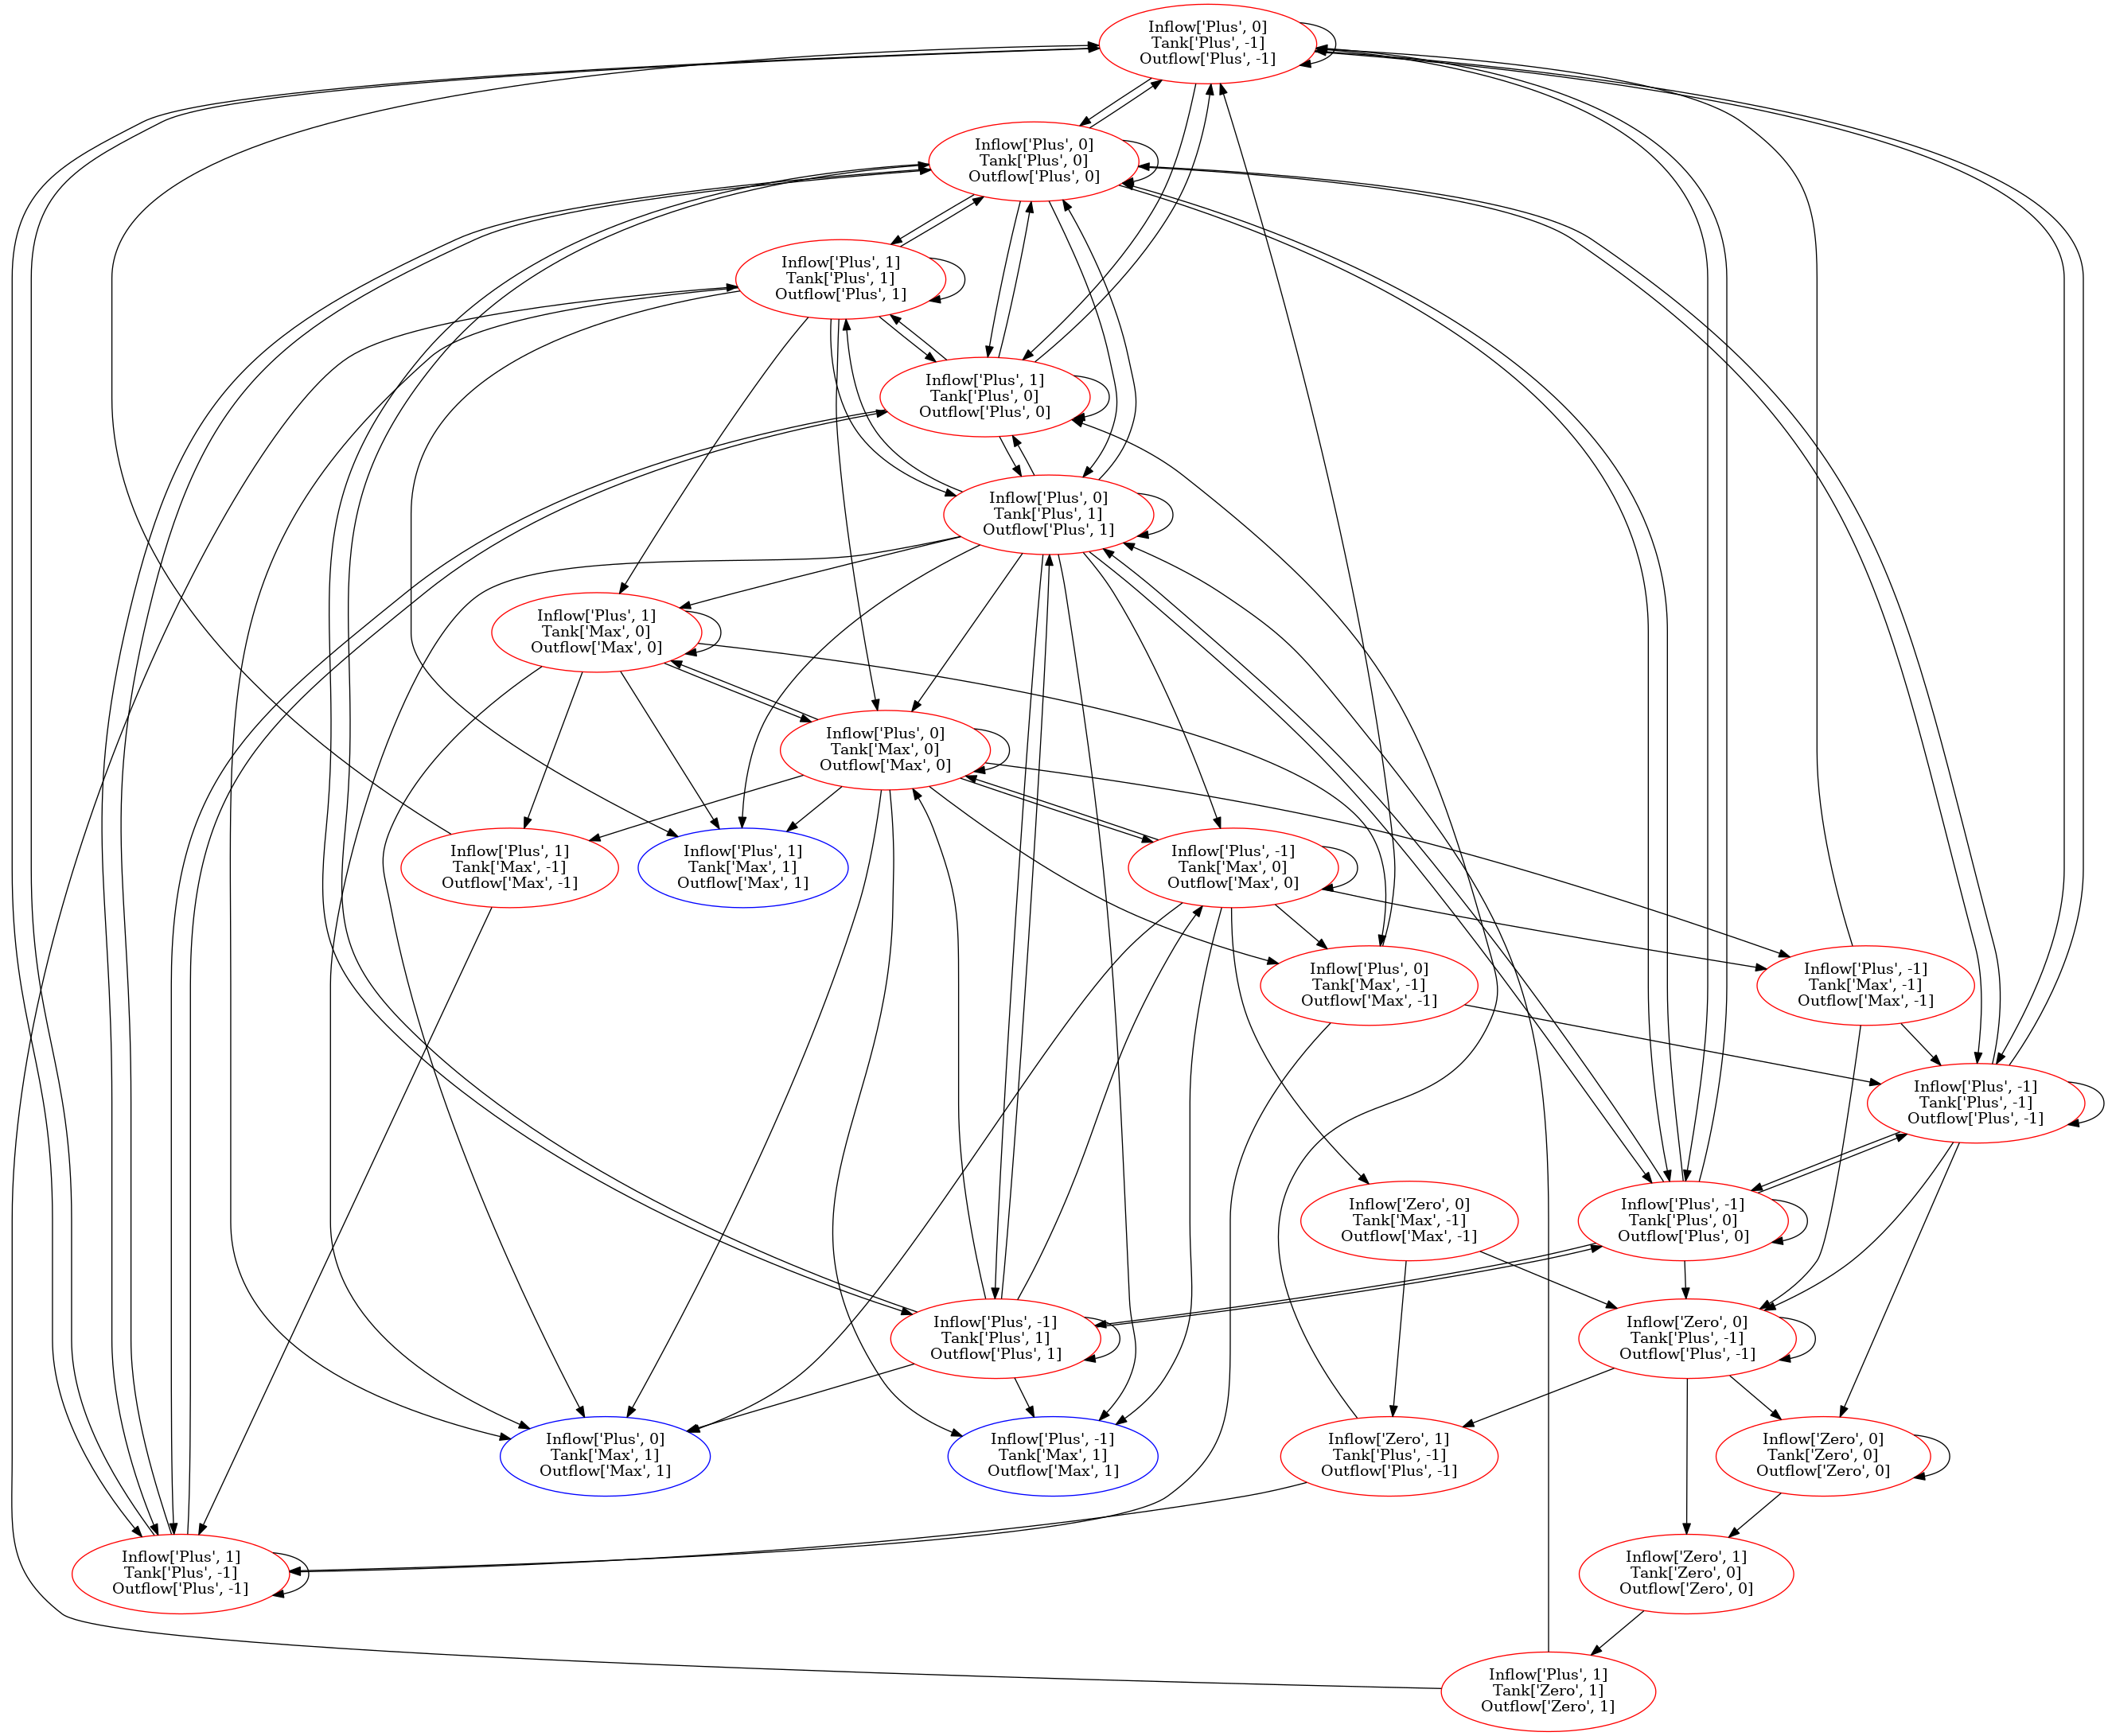 Inflow['Plus', 0]
Tank['Plus', -1]
Outflow['Plus', -1]
Inflow['Plus', 0]
Tank['Plus', 0]
Outflow['Plus', 0]
Inflow['Plus', 1]
Tank['Plus', 1]
Outflow['Plus', 1]
Inflow['Plus', 1]
Tank['Plus', 0]
Outflow['Plus', 0]
Inflow['Plus', 0]
Tank['Plus', 1]
Outflow['Plus', 1]
Inflow['Plus', 1]
Tank['Max', 0]
Outflow['Max', 0]
Inflow['Plus', 0]
Tank['Max', 0]
Outflow['Max', 0]
Inflow['Plus', 1]
Tank['Max', -1]
Outflow['Max', -1]
Inflow['Plus', 1]
Tank['Max', 1]
Outflow['Max', 1]
Inflow['Plus', -1]
Tank['Max', 0]
Outflow['Max', 0]
Inflow['Plus', 0]
Tank['Max', -1]
Outflow['Max', -1]
Inflow['Plus', -1]
Tank['Max', -1]
Outflow['Max', -1]
Inflow['Plus', -1]
Tank['Plus', -1]
Outflow['Plus', -1]
Inflow['Zero', 0]
Tank['Max', -1]
Outflow['Max', -1]
Inflow['Plus', -1]
Tank['Plus', 0]
Outflow['Plus', 0]
Inflow['Plus', -1]
Tank['Plus', 1]
Outflow['Plus', 1]
Inflow['Zero', 0]
Tank['Plus', -1]
Outflow['Plus', -1]
Inflow['Plus', 0]
Tank['Max', 1]
Outflow['Max', 1]
Inflow['Plus', -1]
Tank['Max', 1]
Outflow['Max', 1]
Inflow['Zero', 1]
Tank['Plus', -1]
Outflow['Plus', -1]
Inflow['Zero', 0]
Tank['Zero', 0]
Outflow['Zero', 0]
Inflow['Plus', 1]
Tank['Plus', -1]
Outflow['Plus', -1]
Inflow['Zero', 1]
Tank['Zero', 0]
Outflow['Zero', 0]
Inflow['Plus', 1]
Tank['Zero', 1]
Outflow['Zero', 1]